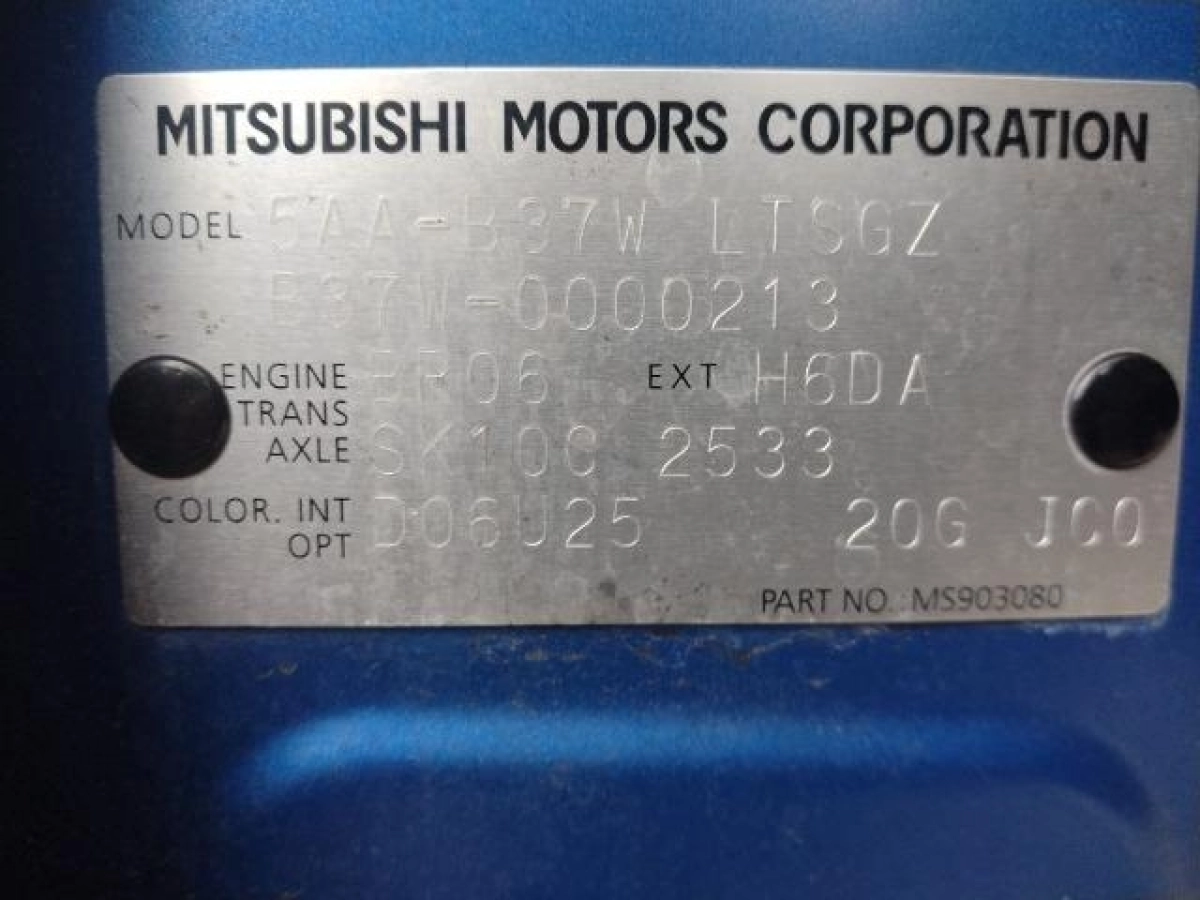 MITSUBISHI MOTORS CORPORATION
MODEL 5AA-B37W LTSGZ
B37W-0000213
ENGINE BR06 EXT H6DA
TRANS
AXLE SK10C 2533
COLOR. INT
OPT D06U25 20G JC0
PART NO. MS903080